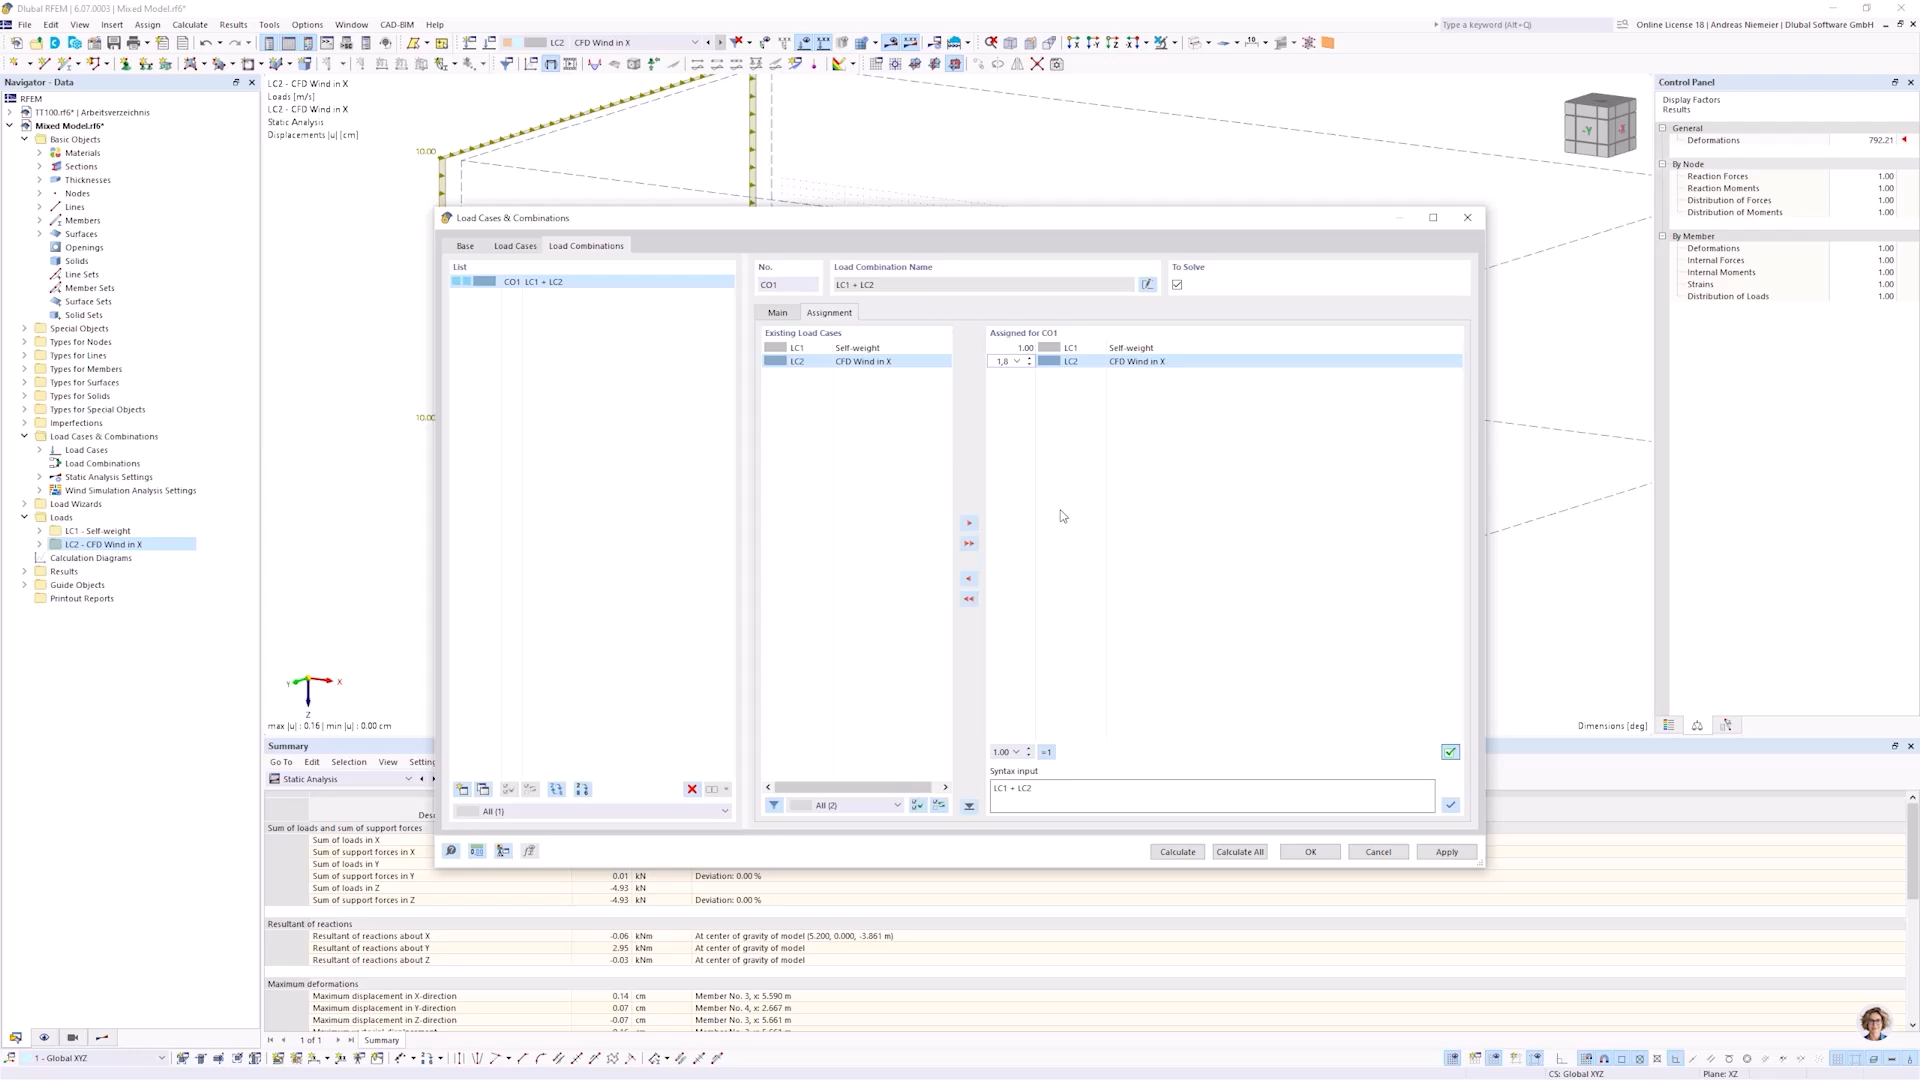 Dlubal RFEM | 6.07.0003 | Mixed Model.rf6*
File Edit View Insert Assign Calculate Results Tools Options Window CAD-BIM Help
Type a keyword (Alt+Q)
Online License 18 | Andreas Niemeier | Dlubal Software GmbH
LC2 CFD Wind in X
Navigator - Data
RFEM
TT100.rf6* | Arbeitsverzeichnis
Mixed Model.rf6*
Basic Objects
Materials
Sections
Thicknesses
Nodes
Lines
Members
Surfaces
Openings
Solids
Line Sets
Member Sets
Surface Sets
Solid Sets
Special Objects
Types for Nodes
Types for Lines
Types for Members
Types for Surfaces
Types for Solids
Types for Special Objects
Imperfections
Load Cases & Combinations
Load Cases
Load Combinations
Static Analysis Settings
Wind Simulation Analysis Settings
Load Wizards
Loads
LC1 - Self-weight
LC2 - CFD Wind in X
Calculation Diagrams
Results
Guide Objects
Printout Reports
1 - Global XYZ
LC2 - CFD Wind in X
Loads [m/s]
LC2 - CFD Wind in X
Static Analysis
Displacements |u| [cm]
10.00
10.00
-Y
-X
Y X
Z
max |u| : 0.16 | min |u| : 0.00 cm
Dimensions [deg]
Load Cases & Combinations
Base Load Cases Load Combinations
List
CO1 LC1 + LC2
No.
CO1
Load Combination Name
LC1 + LC2
To Solve
Main Assignment
Existing Load Cases
LC1 Self-weight
LC2 CFD Wind in X
Assigned for CO1
1.00 LC1 Self-weight
1,8 LC2 CFD Wind in X
1.00
=1
Syntax input
LC1 + LC2
All (1)
All (2)
Calculate Calculate All OK Cancel Apply
Control Panel
Display Factors
Results
General
Deformations 792.21
By Node
Reaction Forces 1.00
Reaction Moments 1.00
Distribution of Forces 1.00
Distribution of Moments 1.00
By Member
Deformations 1.00
Internal Forces 1.00
Internal Moments 1.00
Strains 1.00
Distribution of Loads 1.00
Summary
Go To Edit Selection View
Static Analysis
Sum of loads and sum of support forces
Sum of loads in X
Sum of support forces in X
Sum of loads in Y
Sum of support forces in Y 0.01 kN Deviation: 0.00 %
Sum of loads in Z -4.93 kN
Sum of support forces in Z -4.93 kN Deviation: 0.00 %
Resultant of reactions
Resultant of reactions about X -0.06 kNm At center of gravity of model (5.200, 0.000, -3.861 m)
Resultant of reactions about Y 2.95 kNm At center of gravity of model
Resultant of reactions about Z -0.03 kNm At center of gravity of model
Maximum deformations
Maximum displacement in X-direction 0.14 cm Member No. 3, x: 5.590 m
Maximum displacement in Y-direction 0.07 cm Member No. 4, x: 2.667 m
Maximum displacement in Z-direction -0.07 cm Member No. 3, x: 5.661 m
1 of 1 Summary
CS: Global XYZ Plane: XZ